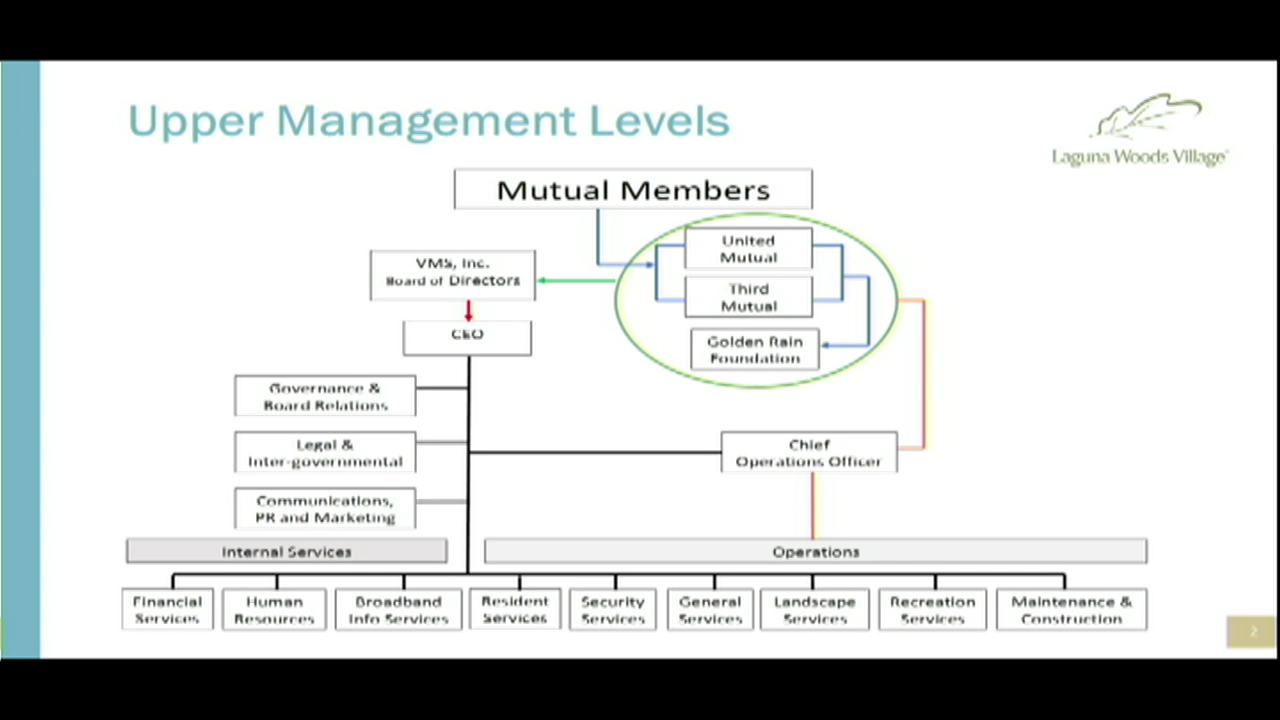 Upper Management Levels
Laguna Woods Village
Mutual Members
United
Mutual
VMS, Inc.
Board of Directors
Third
Mutual
CEO
Golden Rain
Foundation
Governance &
Board Relations
Legal &
Inter-governmental
Chief
Operations Officer
Communications,
PR and Marketing
Internal Services
Operations
Financial
Services
Human
Resources
Broadband
Info Services
Resident
Services
Security
Services
General
Services
Landscape
Services
Recreation
Services
Maintenance &
Construction
2